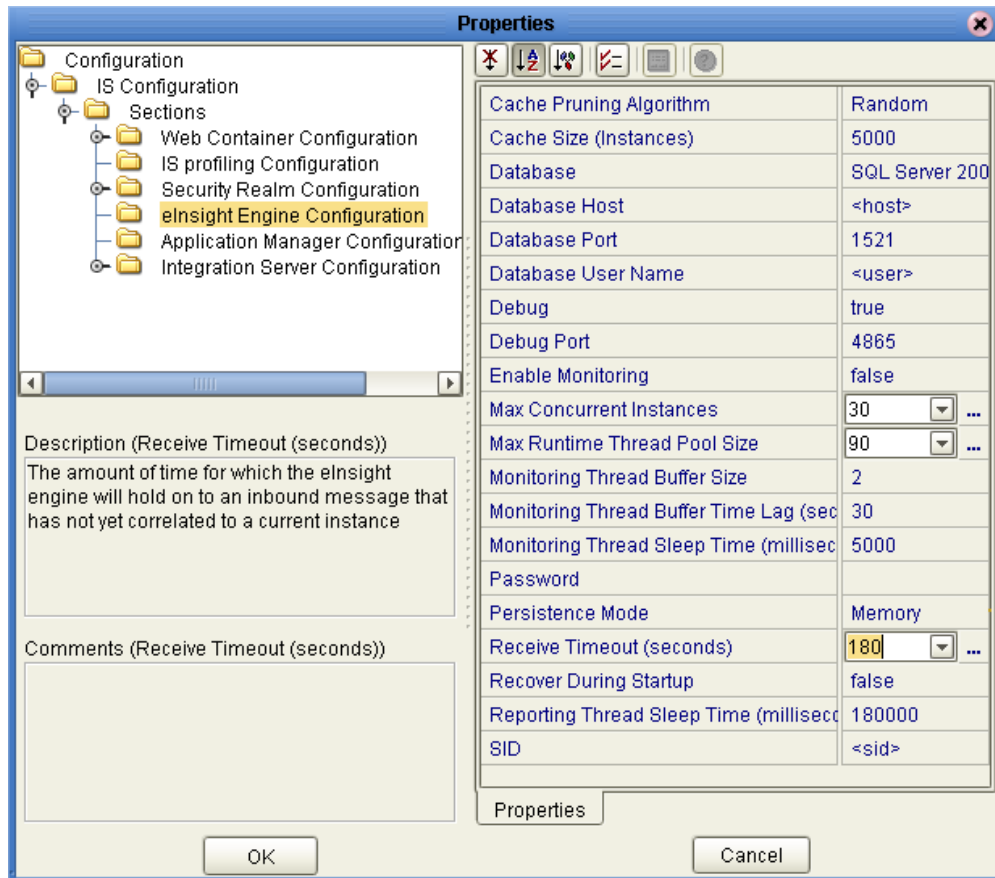 Properties
Configuration
IS Configuration
Sections
Web Container Configuration
IS profiling Configuration
Security Realm Configuration
eInsight Engine Configuration
Application Manager Configuration
Integration Server Configuration
Description (Receive Timeout (seconds))
The amount of time for which the eInsight
engine will hold on to an inbound message that
has not yet correlated to a current instance
Comments (Receive Timeout (seconds))
OK
Cache Pruning Algorithm Random
Cache Size (Instances) 5000
Database SQL Server 200
Database Host <host>
Database Port 1521
Database User Name <user>
Debug true
Debug Port 4865
Enable Monitoring false
Max Concurrent Instances 30 ...
Max Runtime Thread Pool Size 90 ...
Monitoring Thread Buffer Size 2
Monitoring Thread Buffer Time Lag (sec 30
Monitoring Thread Sleep Time (millisec 5000
Password
Persistence Mode Memory
Receive Timeout (seconds) 180 ...
Recover During Startup false
Reporting Thread Sleep Time (millisecc 180000
SID <sid>
Properties
Cancel